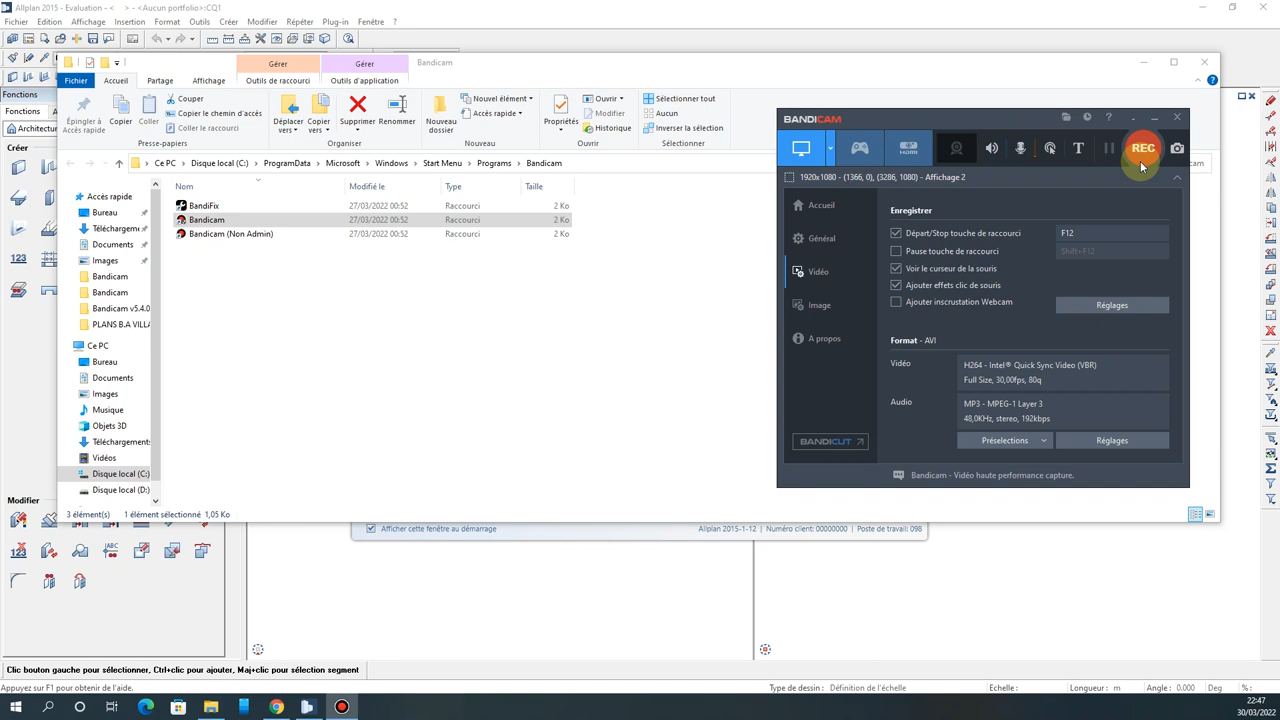 Allplan 2015 - Evaluation - < > - <Aucun portfolio>:CQ1
Fichier Edition Affichage Insertion Format Outils Créer Modifier Répéter Plug-in Fenêtre ?
Gérer Gérer Bandicam
Fichier Accueil Partage Affichage Outils de raccourci Outils d'application
Fonctions
Fonctions
Architectur
Créer
Épingler à Accès rapide
Copier
Coller
Couper
Copier le chemin d'accès
Coller le raccourci
Presse-papiers
Déplacer vers
Copier vers
Supprimer
Renommer
Organiser
Nouveau dossier
Nouvel élément
Accès rapide
Nouveau
Propriétés
Ouvrir
Modifier
Historique
Ouvrir
Sélectionner tout
Aucun
Inverser la sélection
Sélectionner
Ce PC Disque local (C:) ProgramData Microsoft Windows Start Menu Programs Bandicam
Nom Modifié le Type Taille
BandiFix 27/03/2022 00:52 Raccourci 2 Ko
Bandicam 27/03/2022 00:52 Raccourci 2 Ko
Bandicam (Non Admin) 27/03/2022 00:52 Raccourci 2 Ko
Accès rapide
Bureau
Téléchargeme
Documents
Images
Bandicam
Bandicam
Bandicam v5.4.0
PLANS B.A VILLA
Ce PC
Bureau
Documents
Images
Musique
Objets 3D
Téléchargements
Vidéos
Disque local (C:)
Disque local (D:)
3 élément(s) 1 élément sélectionné 1,05 Ko
BANDICAM
HDMI
T
REC
1920x1080 - (1366, 0), (3286, 1080) - Affichage 2
Accueil
Général
Vidéo
Image
A propos
BANDICUT
Enregistrer
Départ/Stop touche de raccourci F12
Pause touche de raccourci Shift+F12
Voir le curseur de la souris
Ajouter effets clic de souris
Ajouter inscrustation Webcam Réglages
Format - AVI
Vidéo H264 - Intel® Quick Sync Video (VBR)
Full Size, 30,00fps, 80q
Audio MP3 - MPEG-1 Layer 3
48,0KHz, stereo, 192kbps
Présélections Réglages
Bandicam - Vidéo haute performance capture.
Modifier
Afficher cette fenêtre au démarrage Allplan 2015-1-12 | Numéro client: 00000000 | Poste de travail: 098
Clic bouton gauche pour sélectionner, Ctrl+clic pour ajouter, Maj+clic pour sélection segment
Appuyez sur F1 pour obtenir de l'aide. Type de dessin : Définition de l'échelle Echelle : Longueur : m Angle : 0.000 Deg % :
22:47
30/03/2022